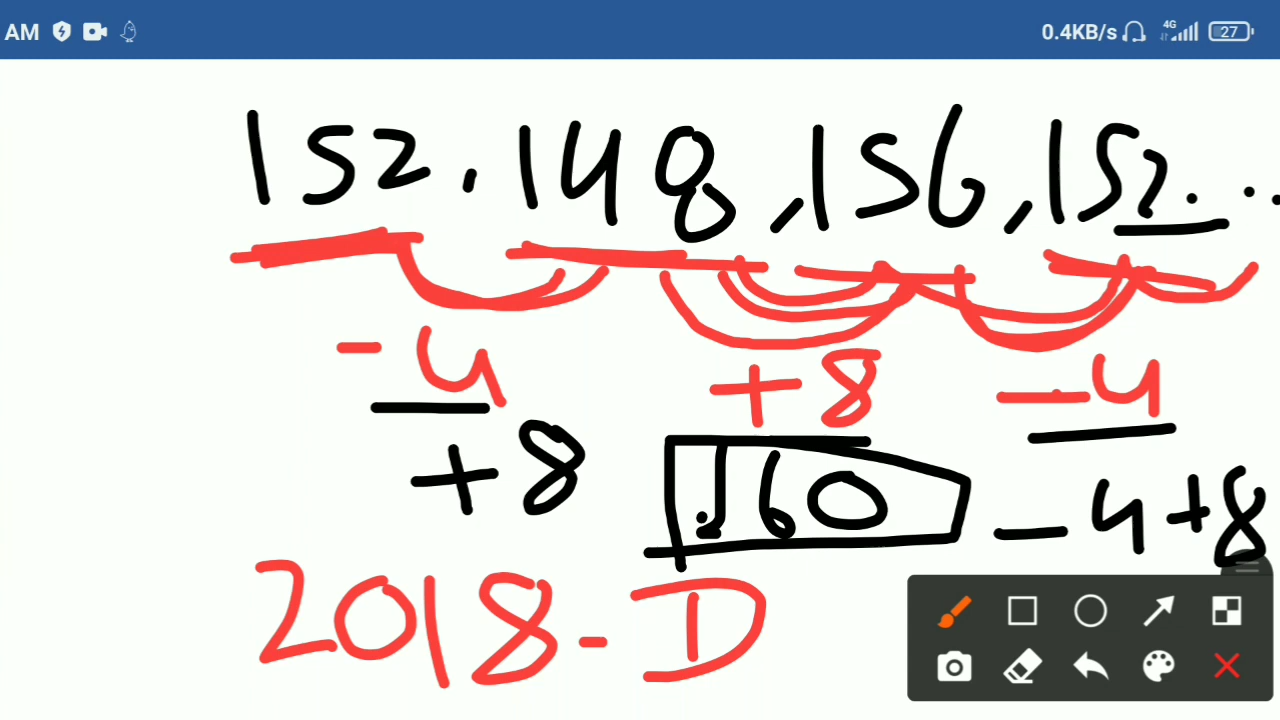 AM 0.4KB/s 4G 27
152.148,156,152...
-4 +8 -4
+8 160 -4+8
2018-D